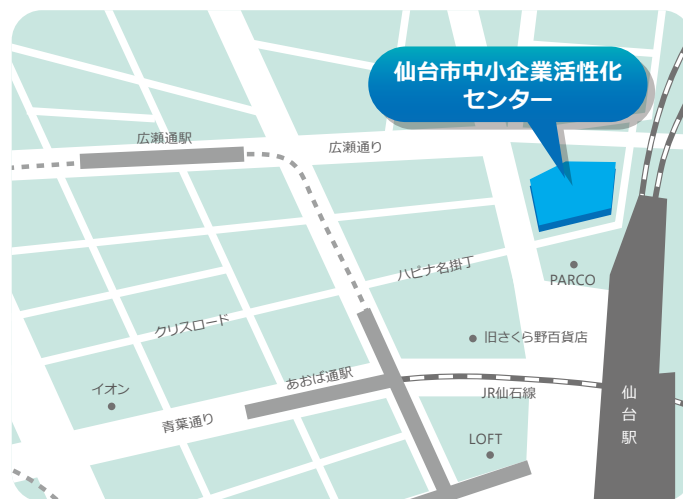 仙台市中小企業活性化
センター
広瀬通駅
広瀬通り
ハピナ名掛丁
PARCO
クリスロード
旧さくら野百貨店
あおば通駅
イオン
JR仙石線
青葉通り
仙台駅
LOFT